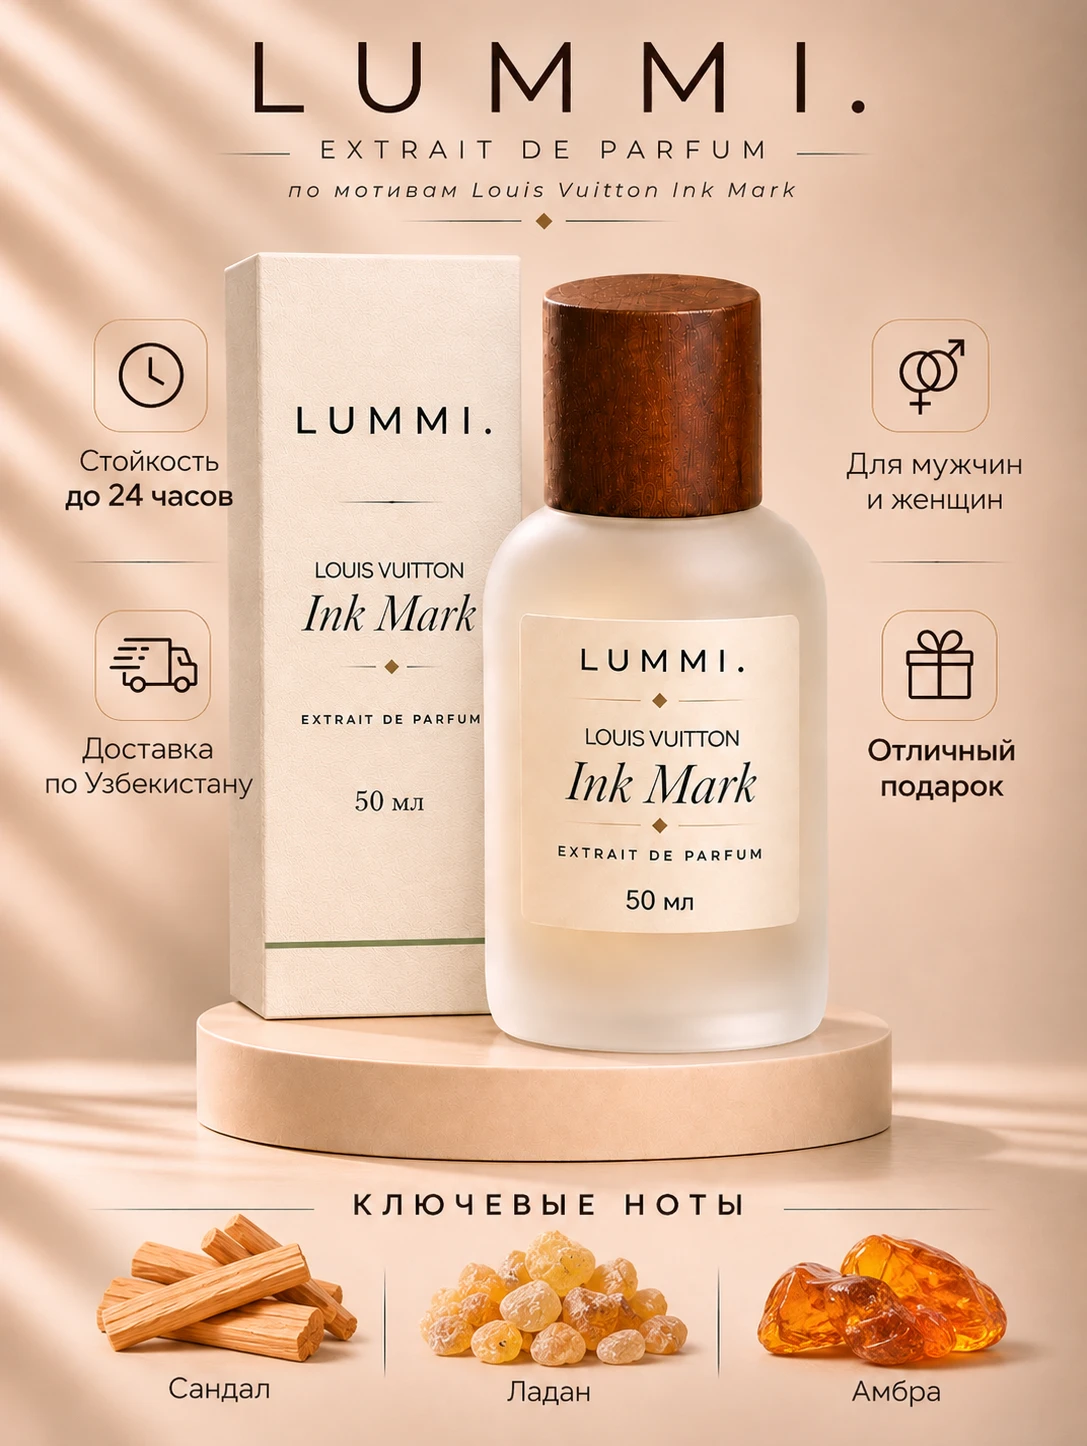 LUMMI.
EXTRAIT DE PARFUM
по мотивам Louis Vuitton Ink Mark
Стойкость
до 24 часов
Доставка
по Узбекистану
LUMMI.
LOUIS VUITTON
Ink Mark
EXTRAIT DE PARFUM
50 мл
LUMMI.
LOUIS VUITTON
Ink Mark
EXTRAIT DE PARFUM
50 мл
Для мужчин
и женщин
Отличный
подарок
КЛЮЧЕВЫЕ НОТЫ
Сандал
Ладан
Амбра